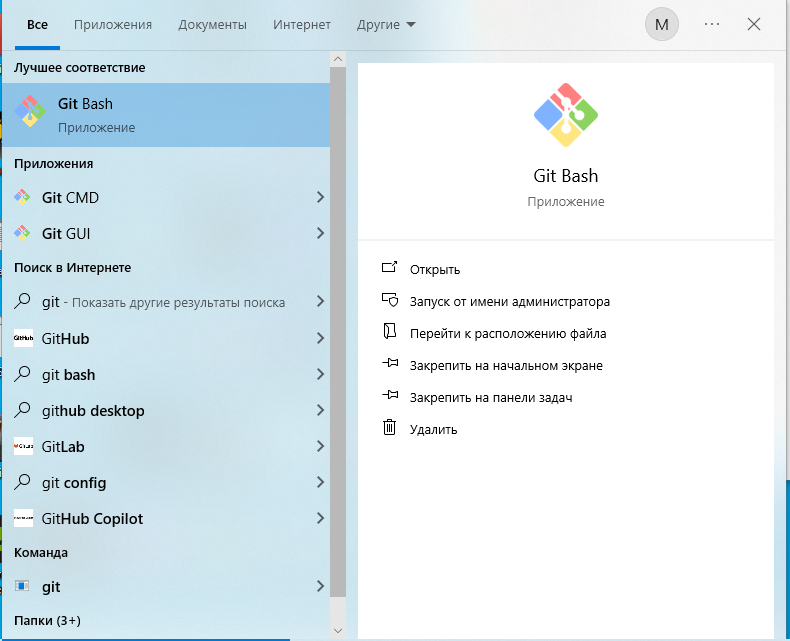 Все Приложения Документы Интернет Другие M
Лучшее соответствие
Git Bash
Приложение
Приложения
Git CMD
Git GUI
Поиск в Интернете
git - Показать другие результаты поиска
GitHub
GitHub
git bash
github desktop
GitLab
GitLab
git config
GitHub Copilot
Команда
git
Папки (3+)
Git Bash
Приложение
Открыть
Запуск от имени администратора
Перейти к расположению файла
Закрепить на начальном экране
Закрепить на панели задач
Удалить